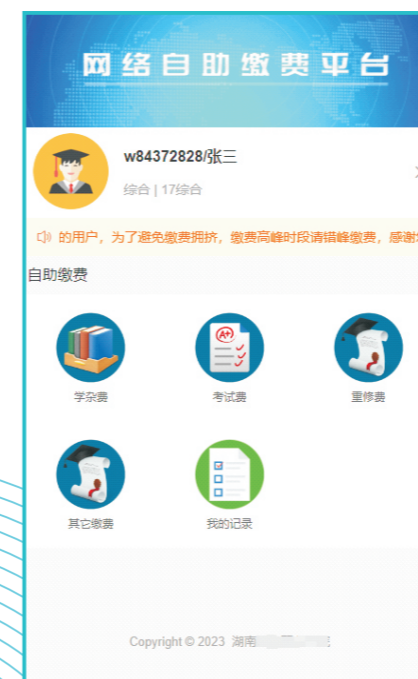 网络自助缴费平台
w84372828/张三
综合 | 17综合
的用户，为了避免缴费拥挤，缴费高峰时段请错峰缴费，感谢
自助缴费
A+
学杂费
考试费
重修费
其它缴费
我的记录
Copyright © 2023 湖南